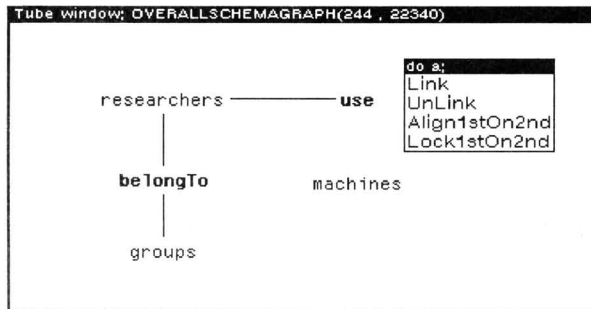 Tube window; OVERALLSCHEMAGRAPH(244 , 22340)
do a;
Link
researchers use
UnLink
Align1stOn2nd
Lock1stOn2nd
belongTo machines
groups